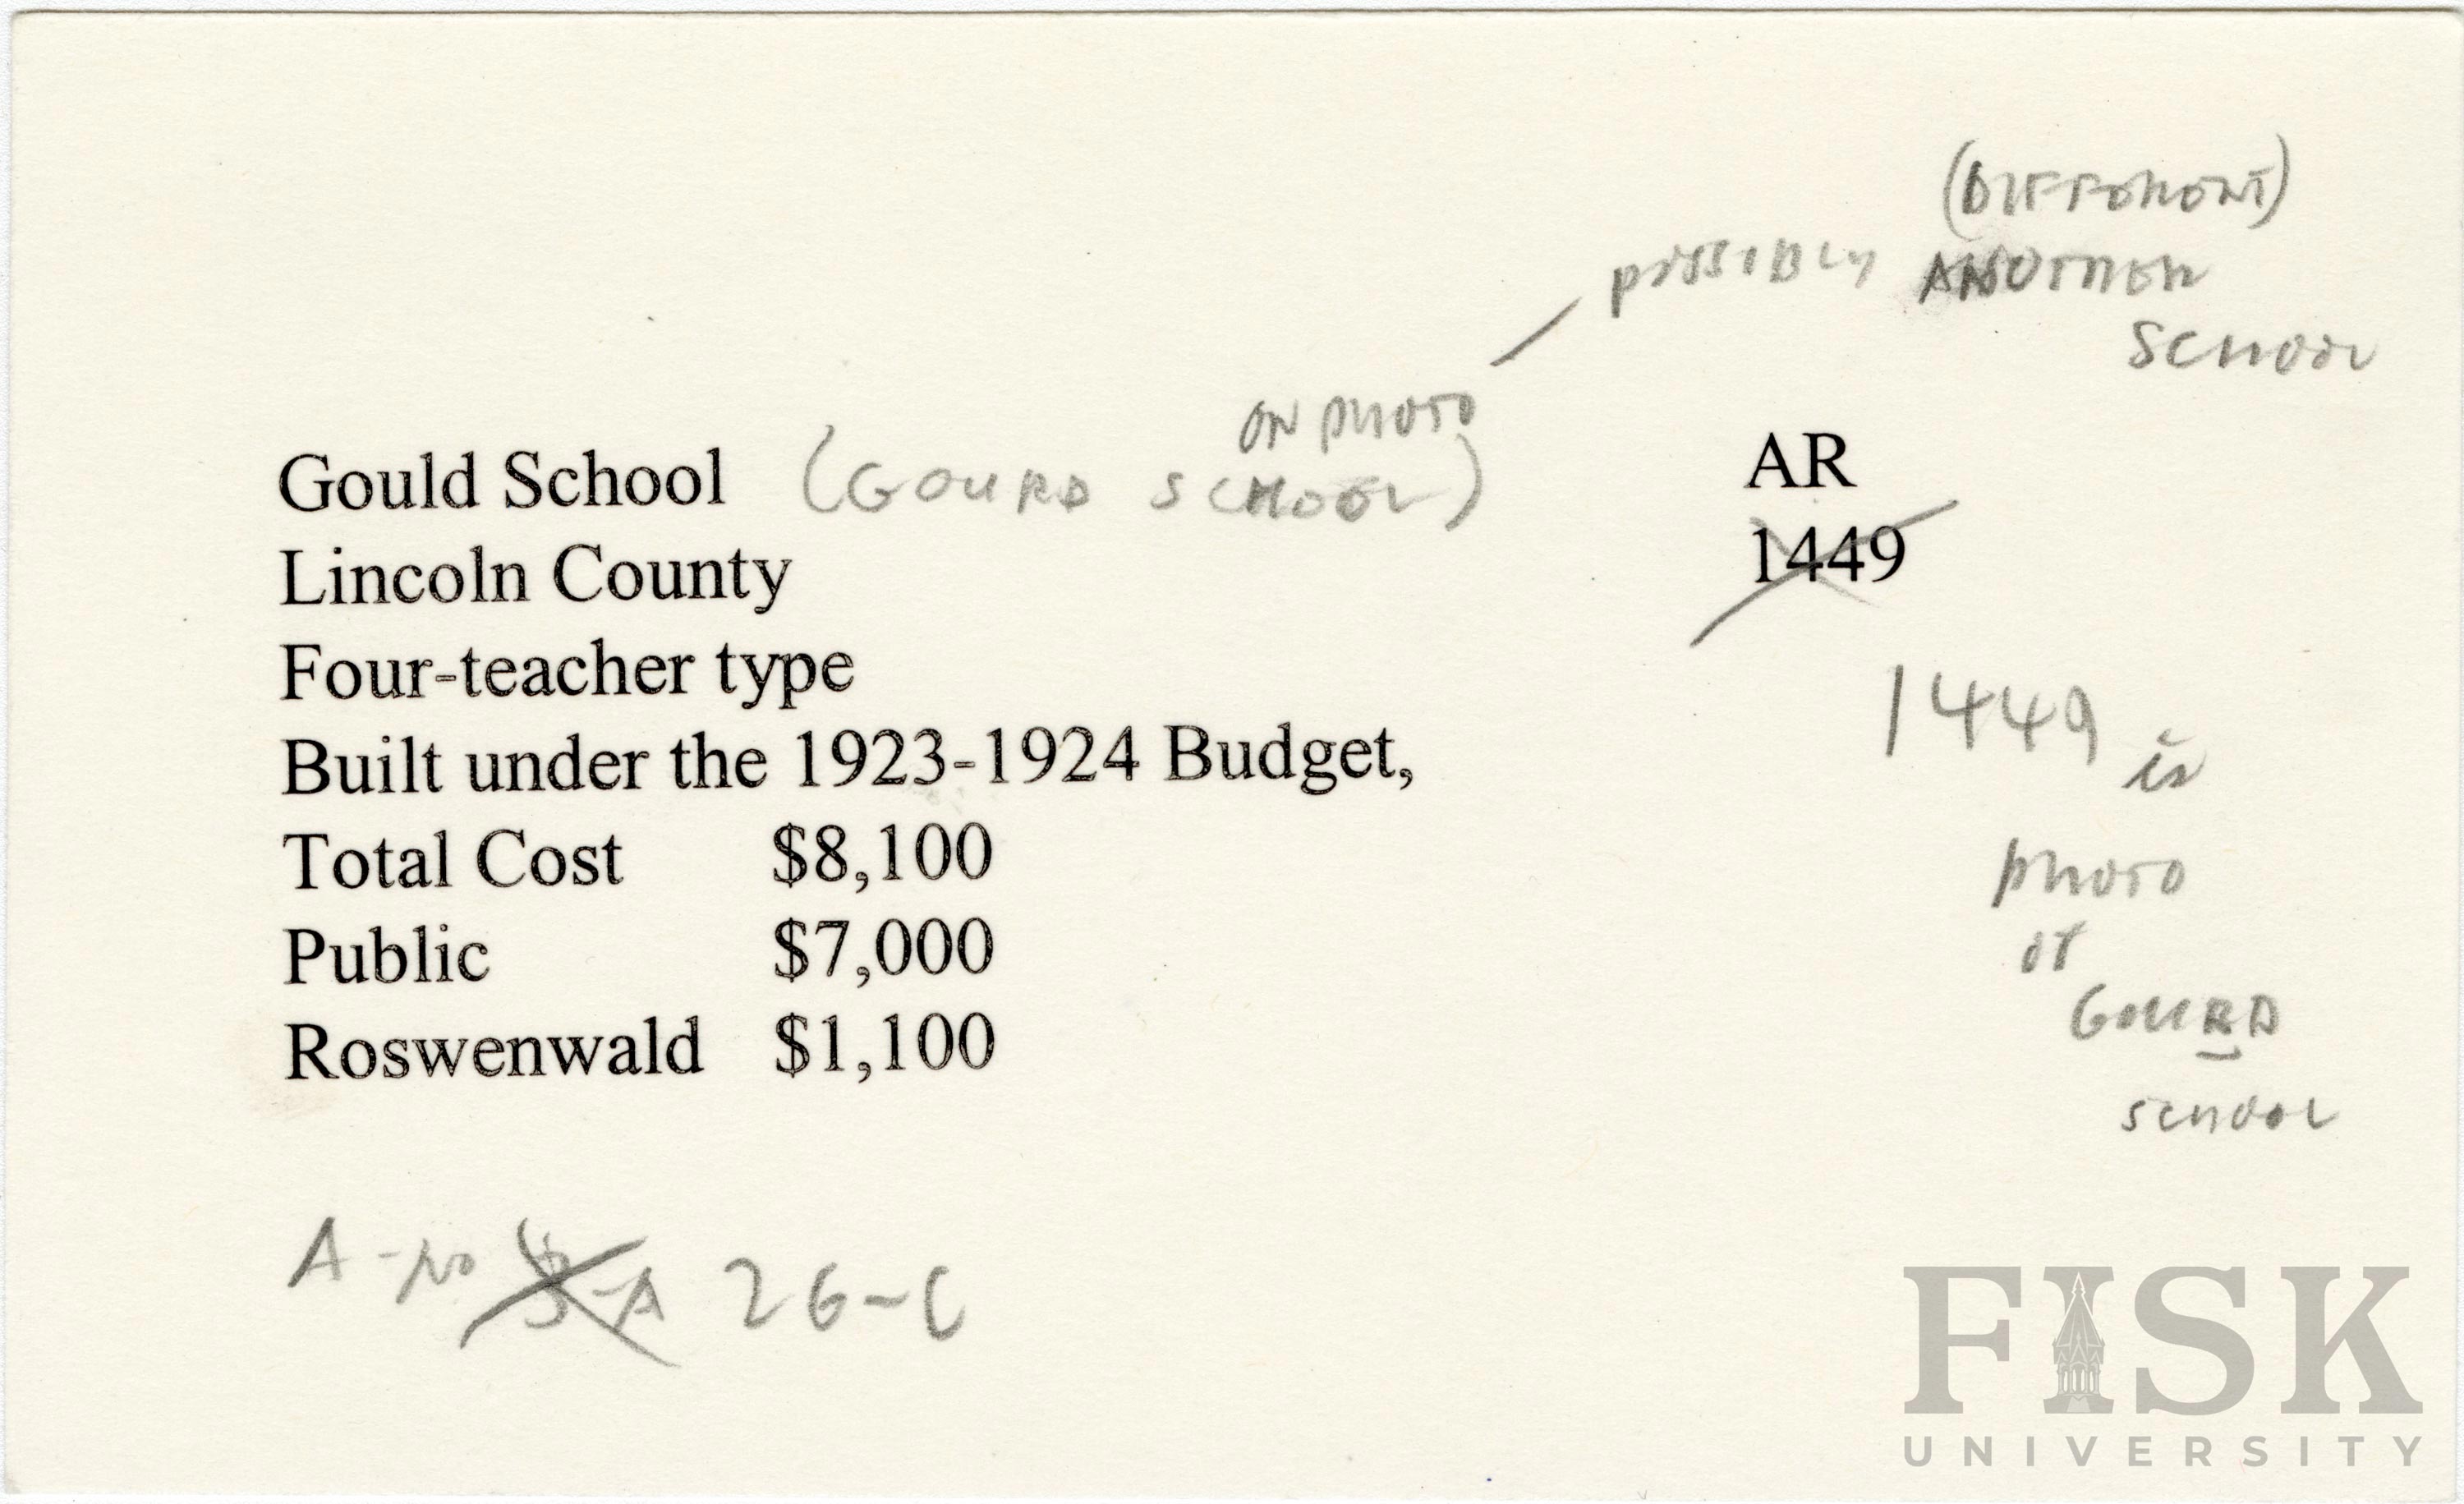 (DIFFERENT)
possibly ANOTHER
SCHOOL
ON PHOTO
Gould School (GOURD SCHOOL)
AR
1449
Lincoln County
Four-teacher type
Built under the 1923-1924 Budget,
Total Cost $8,100
Public $7,000
Roswenwald $1,100
1449 is
photo
of
GOURD
school
A-no 26-C
FISK
UNIVERSITY